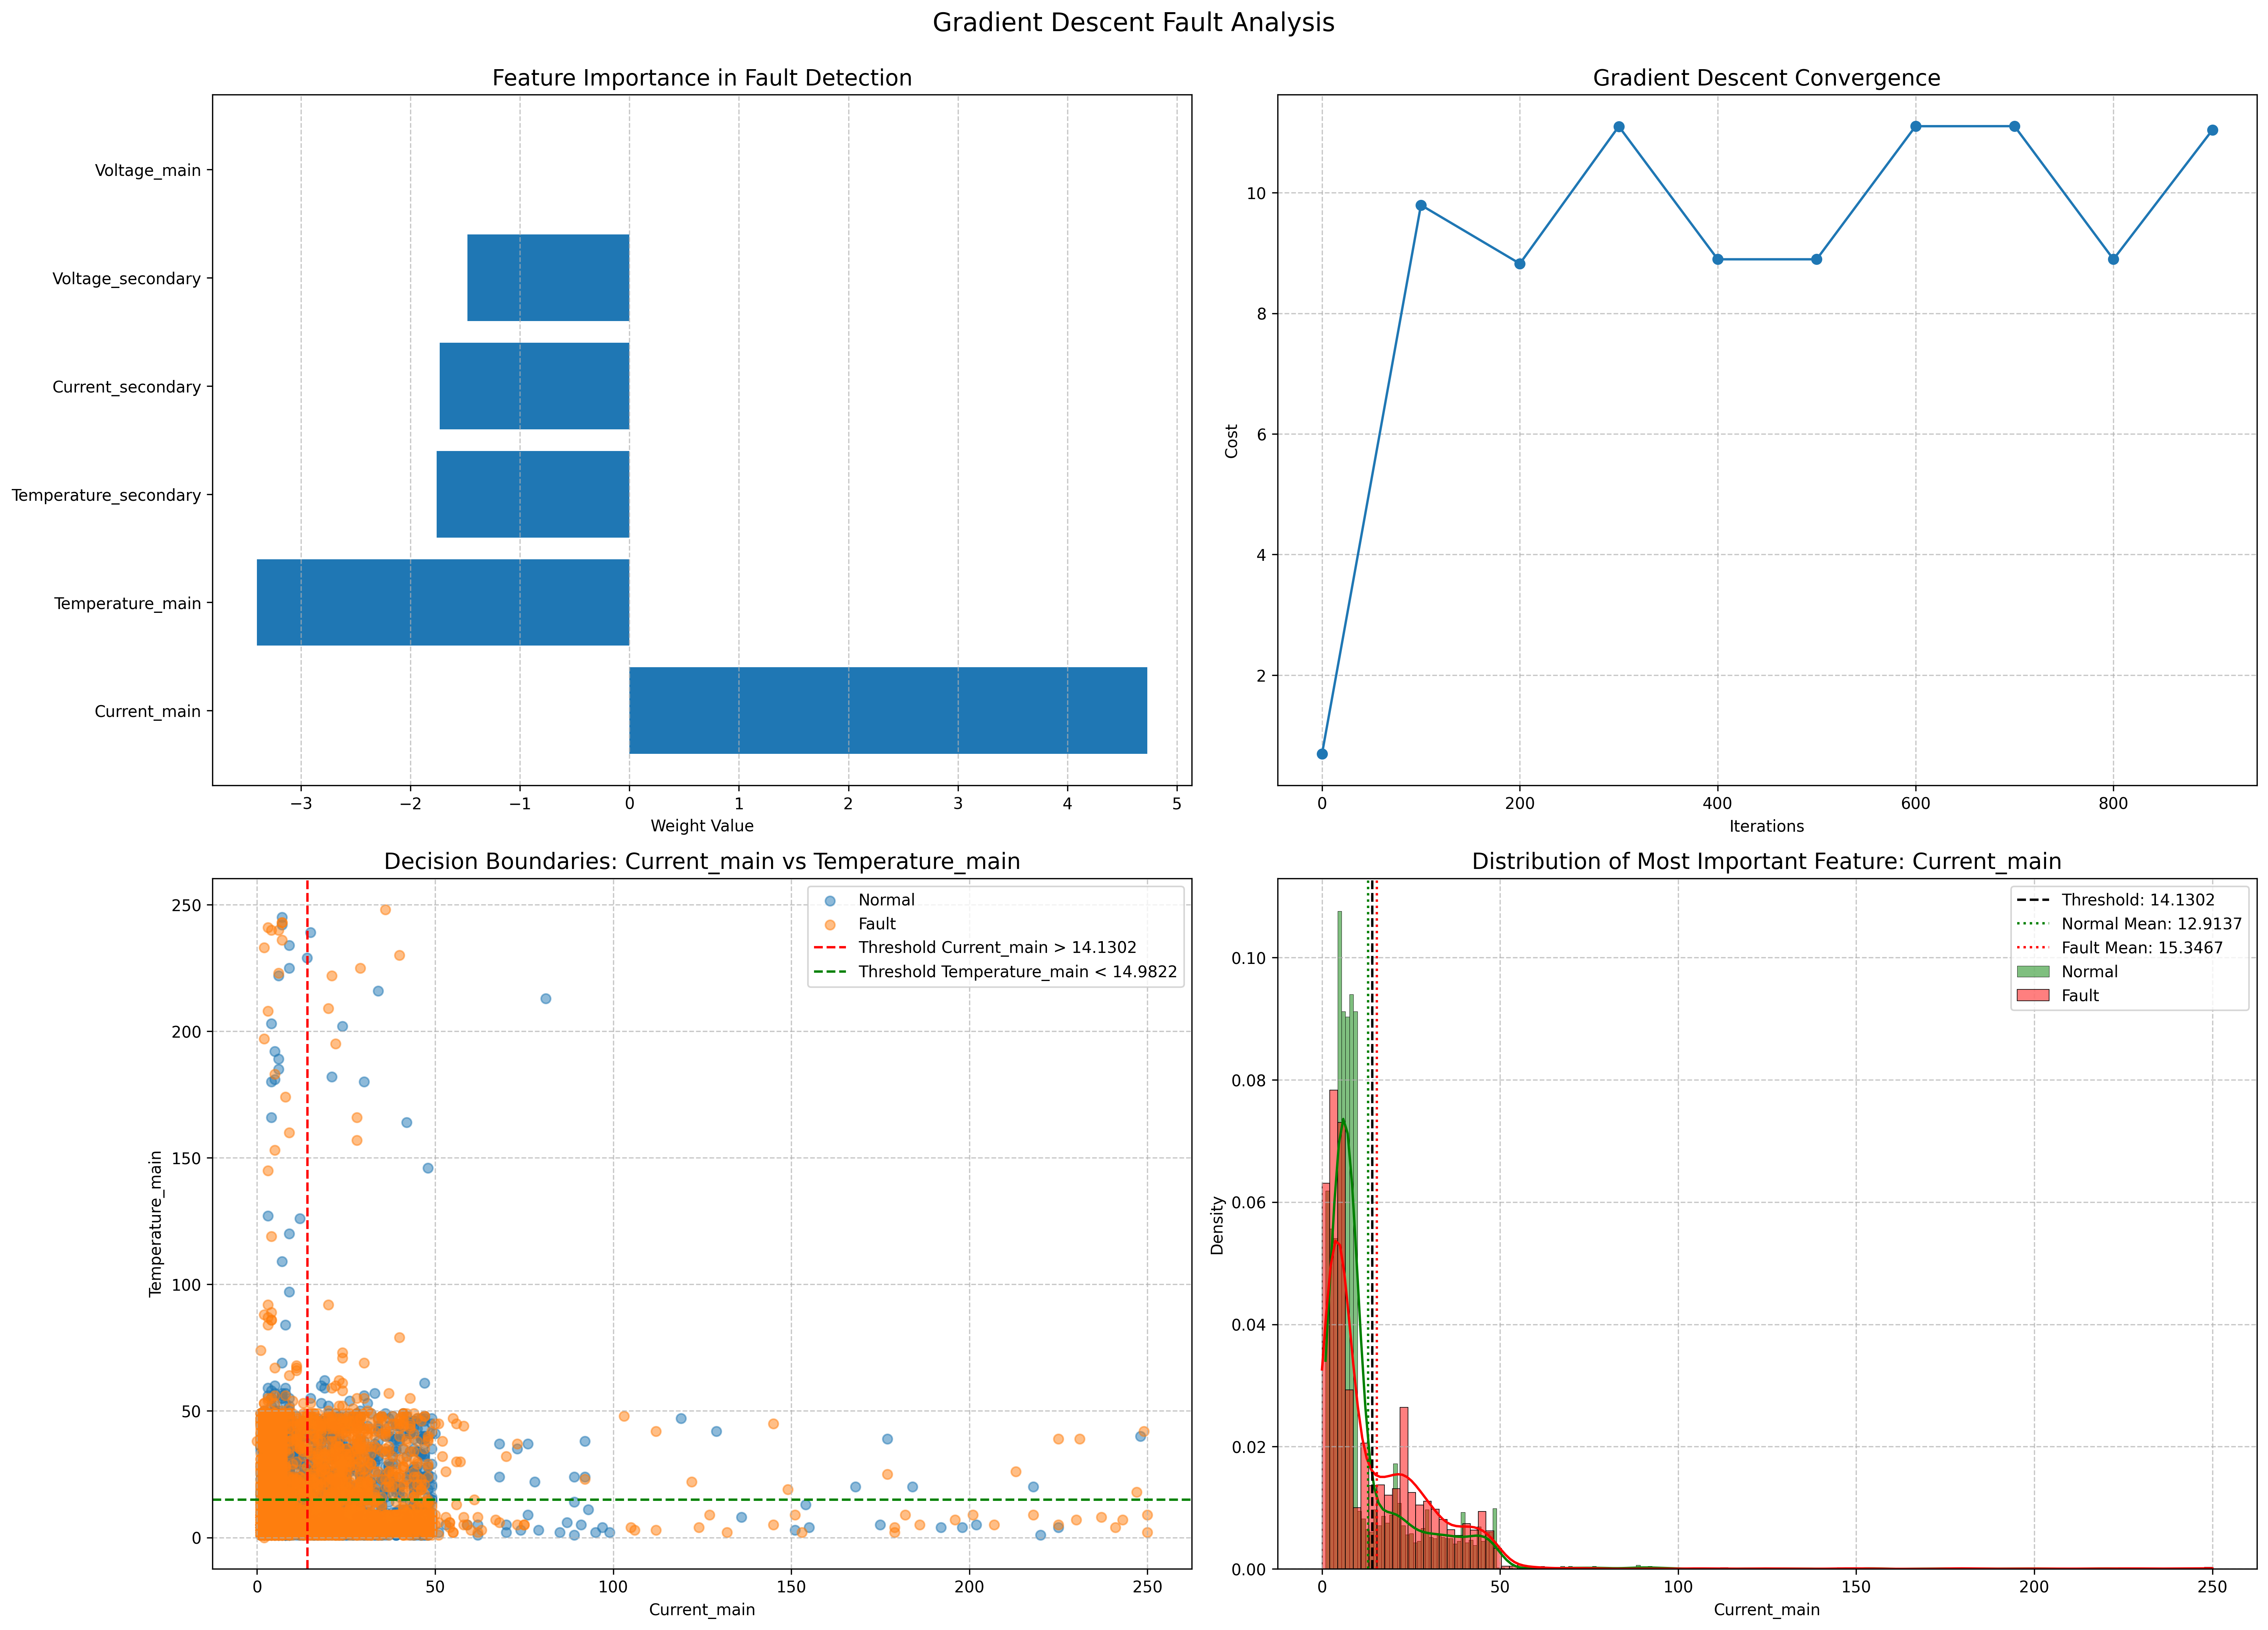 Gradient Descent Fault Analysis
Feature Importance in Fault Detection
Voltage_main
Voltage_secondary
Current_secondary
Temperature_secondary
Temperature_main
Current_main
−3 −2 −1 0 1 2 3 4 5
Weight Value
Gradient Descent Convergence
Cost
10
8
6
4
2
0 200 400 600 800
Iterations
Decision Boundaries: Current_main vs Temperature_main
Temperature_main
250
200
150
100
50
0
Normal
Fault
Threshold Current_main > 14.1302
Threshold Temperature_main < 14.9822
0 50 100 150 200 250
Current_main
Distribution of Most Important Feature: Current_main
Density
0.10
0.08
0.06
0.04
0.02
0.00
Threshold: 14.1302
Normal Mean: 12.9137
Fault Mean: 15.3467
Normal
Fault
0 50 100 150 200 250
Current_main